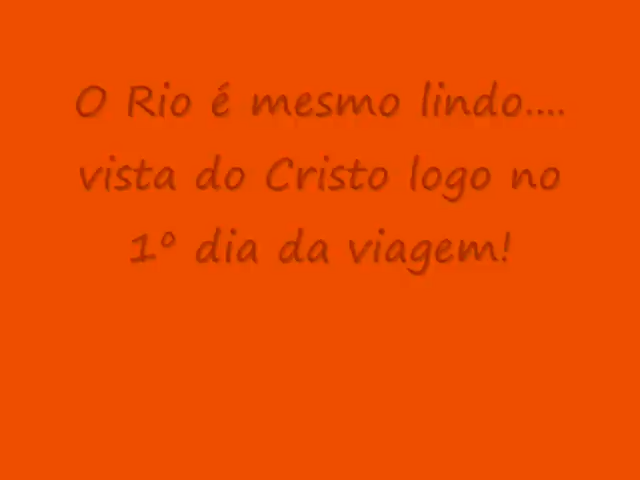 O Rio é mesmo lindo....
vista do Cristo logo no
1º dia da viagem!